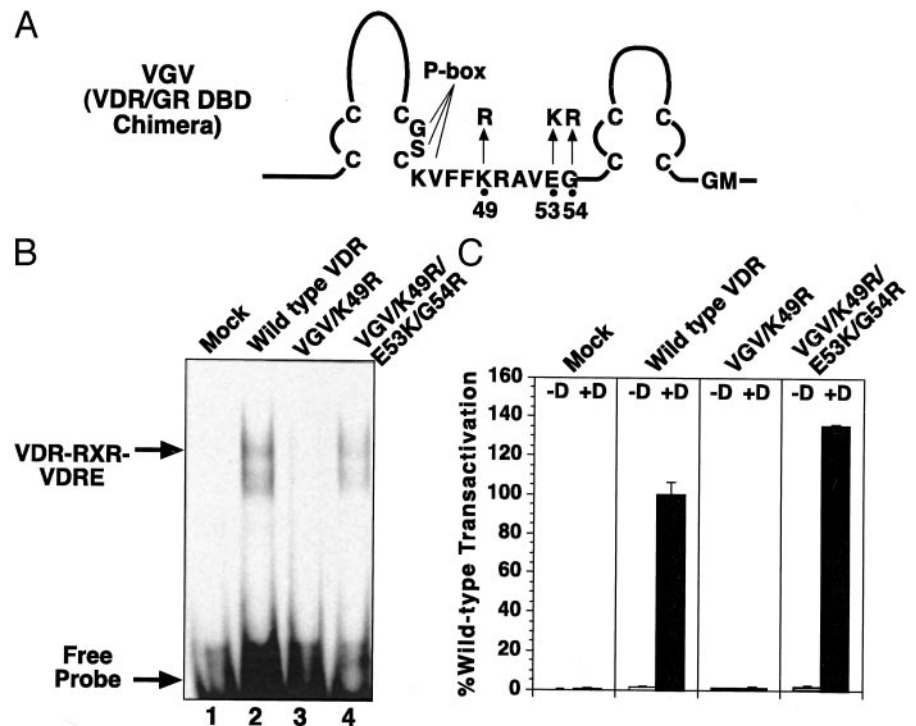 A
VGV
(VDR/GR DBD
Chimera)
P-box
C
C
C
C
G
S
R
K R
C
C
C
C
KVFFKRAVEG
GM
49
53 54
B
Mock
Wild type VDR
VGV/K49R
VGV/K49R/
E53K/G54R
VDR-RXR-
VDRE
Free
Probe
1 2 3 4
C
Mock
Wild type VDR
VGV/K49R
VGV/K49R/
E53K/G54R
%Wild-type Transactivation
160
140
120
100
80
60
40
20
0
-D +D -D +D -D +D -D +D